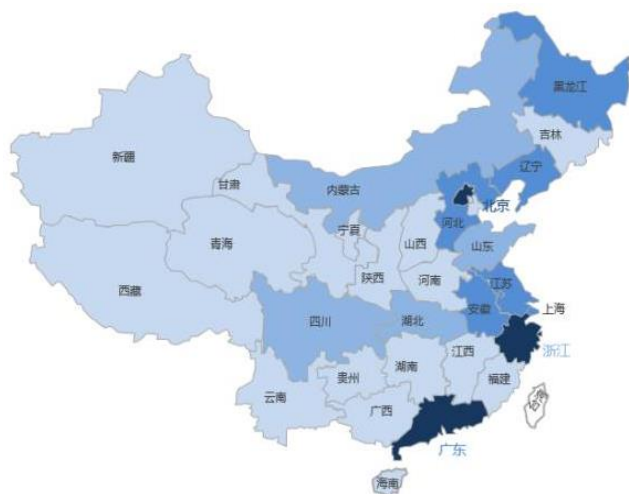 黑龙江
吉林
新疆
辽宁
甘肃
内蒙古
北京
河北
宁夏
山西
山东
青海
陕西
河南
西藏
江苏
安徽
上海
四川
湖北
浙江
江西
湖南
贵州
福建
云南
台湾
广西
广东
海南